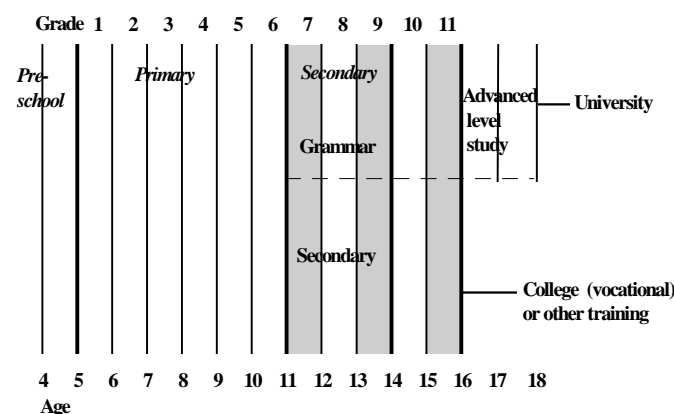 Grade 1 2 3 4 5 6 7 8 9 10 11
Pre-
school
Primary
Secondary
Advanced
level
study
University
Grammar
Secondary
College (vocational)
or other training
4 5 6 7 8 9 10 11 12 13 14 15 16 17 18
Age